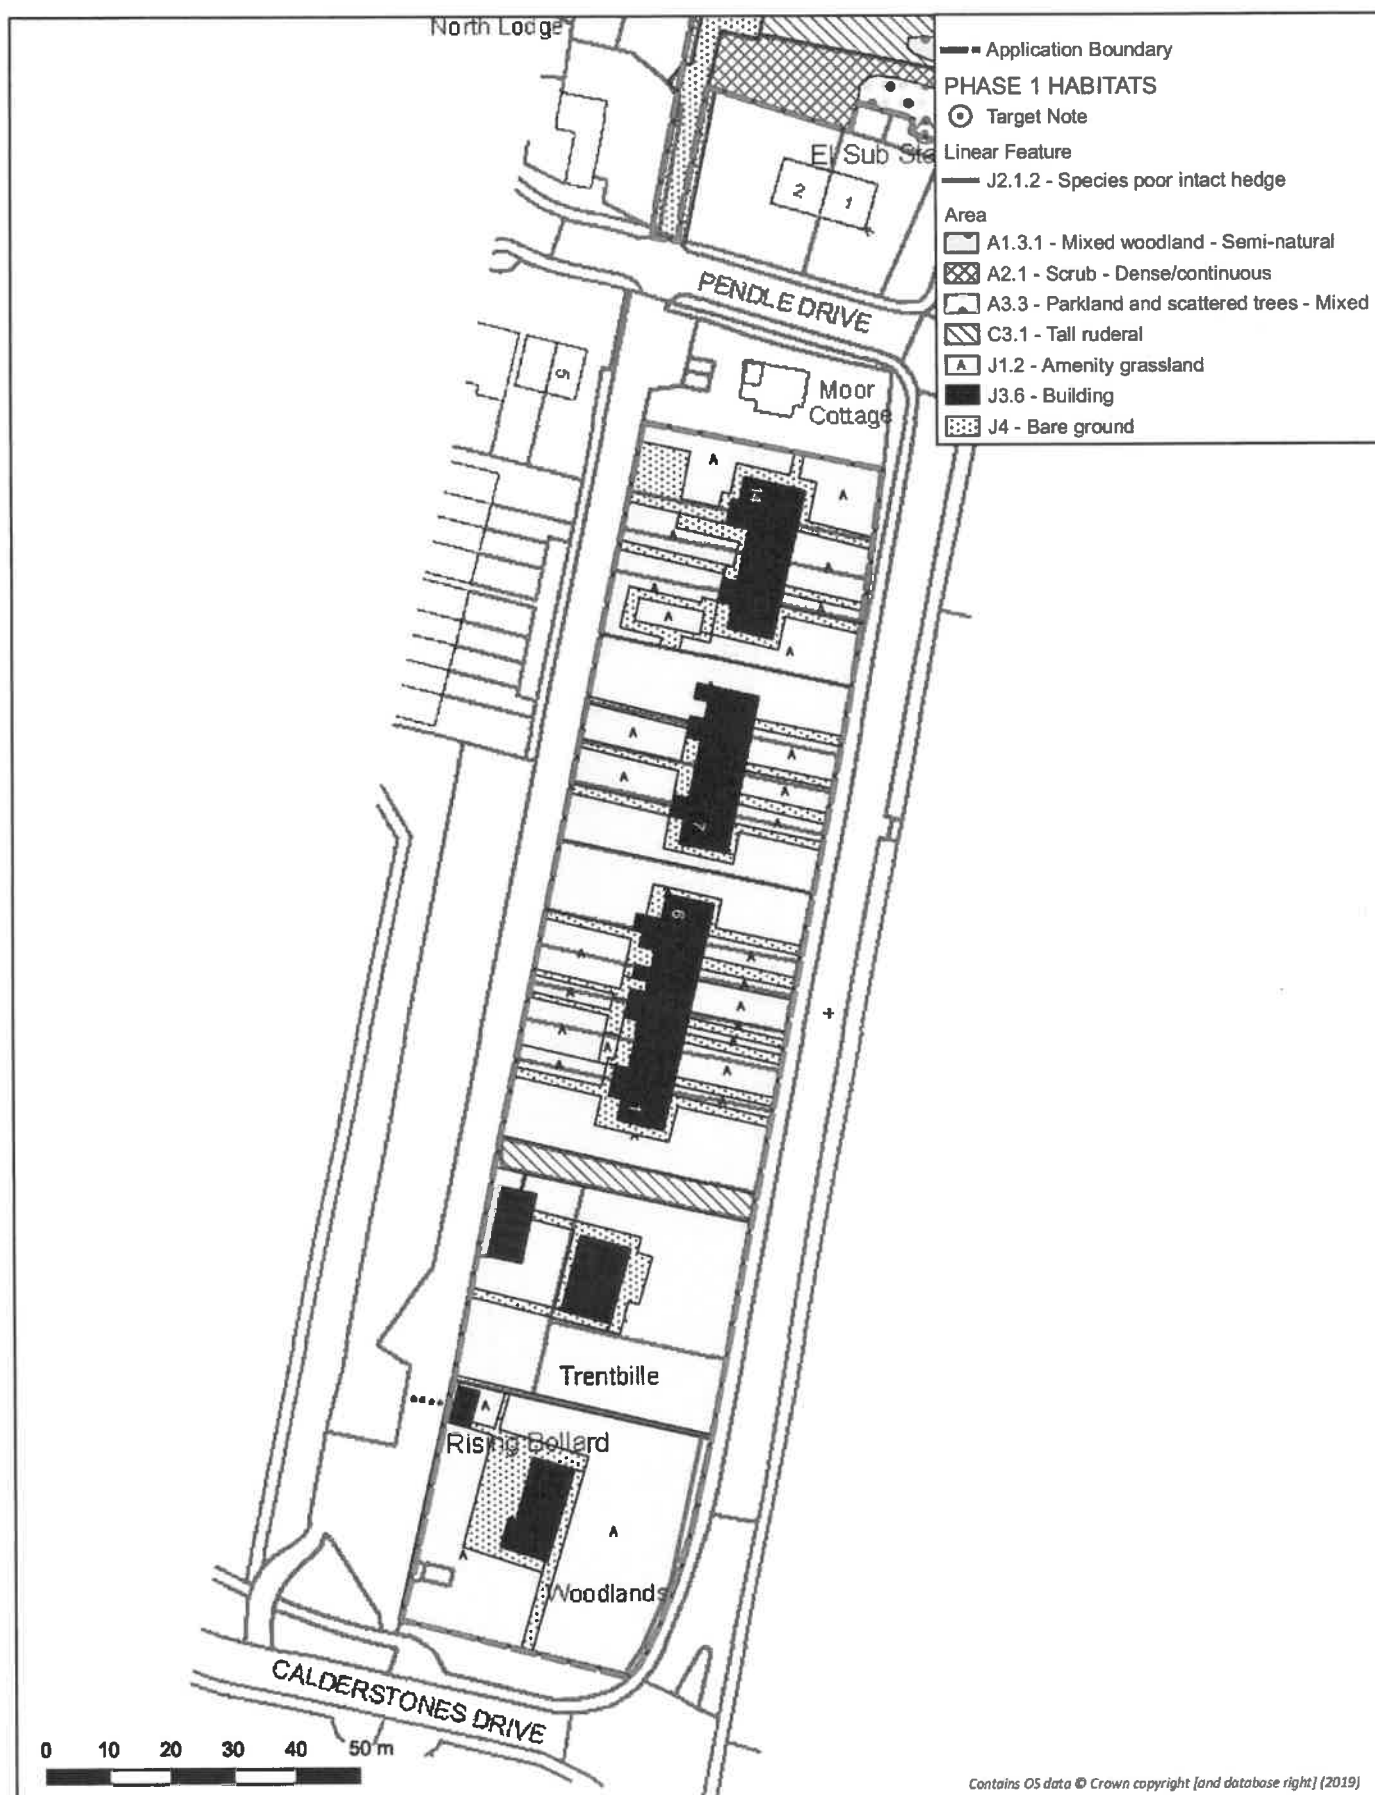 North Lodge
El Sub Sta
2
1
PENDLE DRIVE
5
Moor
Cottage
A
A
14
A
A
A
A
A
A
A
A
A
A
A
7
A
6
A
A
A
A
A
A
A
A
A
A
A
A
1
A
Trentbille
A
Rising Bollard
A
A
Woodlands
CALDERSTONES DRIVE
0 10 20 30 40 50 m
Application Boundary
PHASE 1 HABITATS
Target Note
Linear Feature
J2.1.2 - Species poor intact hedge
Area
A1.3.1 - Mixed woodland - Semi-natural
A2.1 - Scrub - Dense/continuous
A3.3 - Parkland and scattered trees - Mixed
C3.1 - Tall ruderal
A J1.2 - Amenity grassland
J3.6 - Building
J4 - Bare ground
Contains OS data © Crown copyright [and database right] (2019)